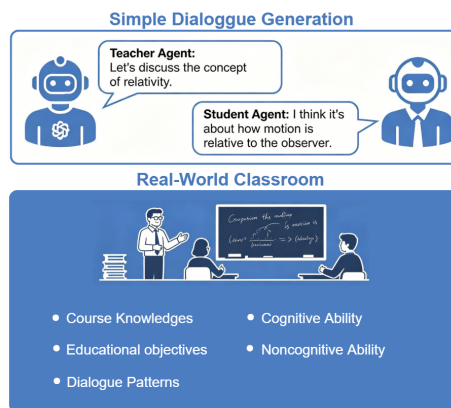 Simple Dialoggue Generation
Teacher Agent:
Let's discuss the concept
of relativity.
Student Agent: I think it's
about how motion is
relative to the observer.
Real-World Classroom
Course Knowledges
Cognitive Ability
Educational objectives
Noncognitive Ability
Dialogue Patterns